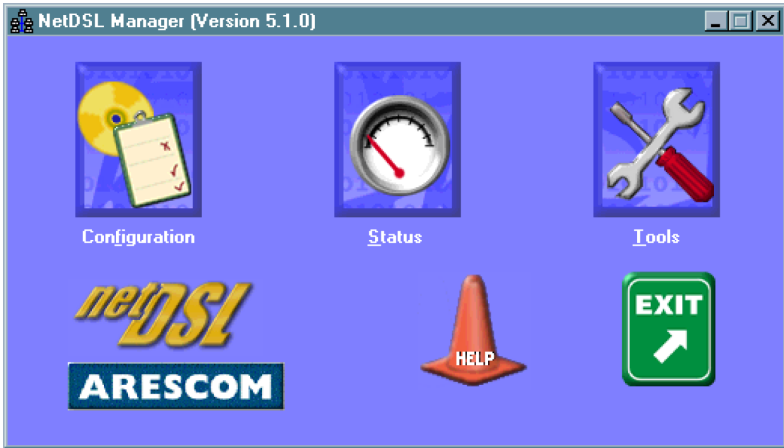 NetDSL Manager (Version 5.1.0)
Configuration
Status
Tools
netDSL
ARESCOM
HELP
EXIT